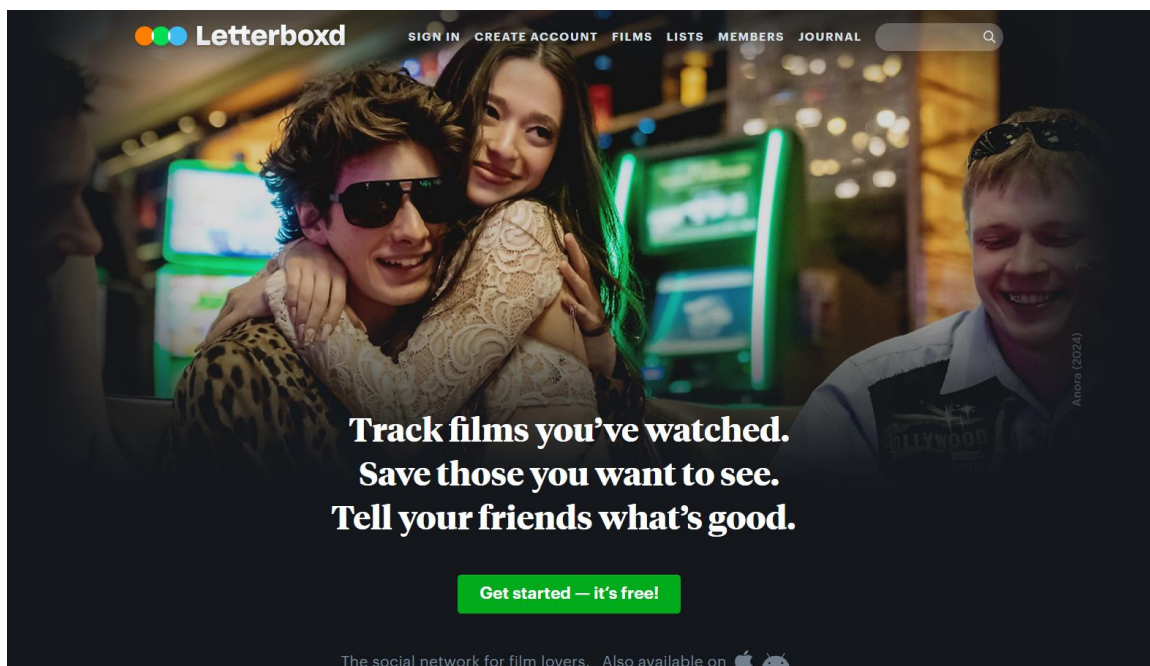 Letterboxd
SIGN IN CREATE ACCOUNT FILMS LISTS MEMBERS JOURNAL
Anora (2024)
Track films you’ve watched.
Save those you want to see.
Tell your friends what’s good.
Get started — it’s free!
The social network for film lovers. Also available on